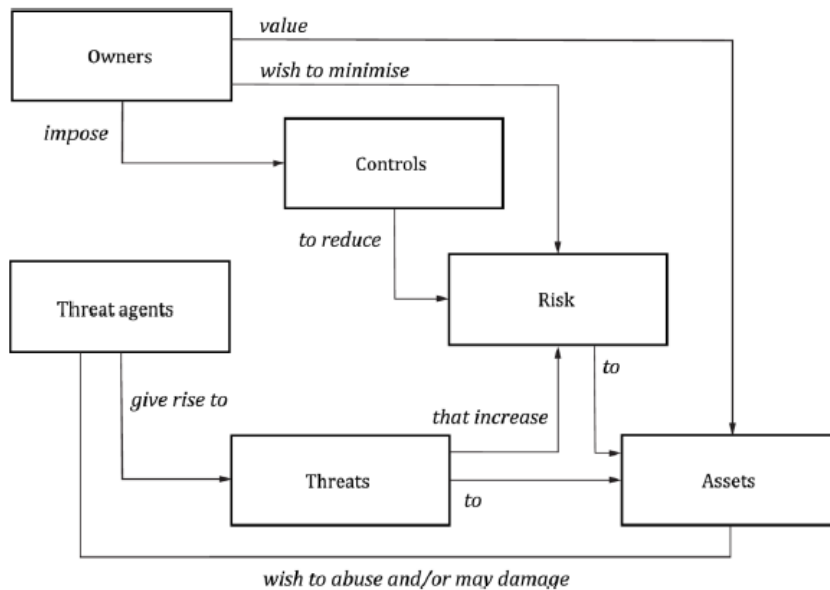 value
Owners
wish to minimise
impose
Controls
to reduce
Threat agents
Risk
to
give rise to
that increase
Threats
to
Assets
wish to abuse and/or may damage